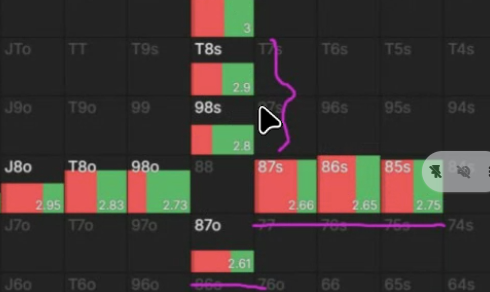 3
JTo TT T9s T8s T7s T6s T5s T4s
2.9
J9o T9o 99 98s 97s 96s 95s 94s
2.8
J8o T8o 98o 88 87s 86s 85s
2.95 2.83 2.73 2.66 2.65 2.75
J7o T7o 97o 87o 77 76s 75s 74s
2.61
J6o T6o 96o 86o 76o 66 65s 64s